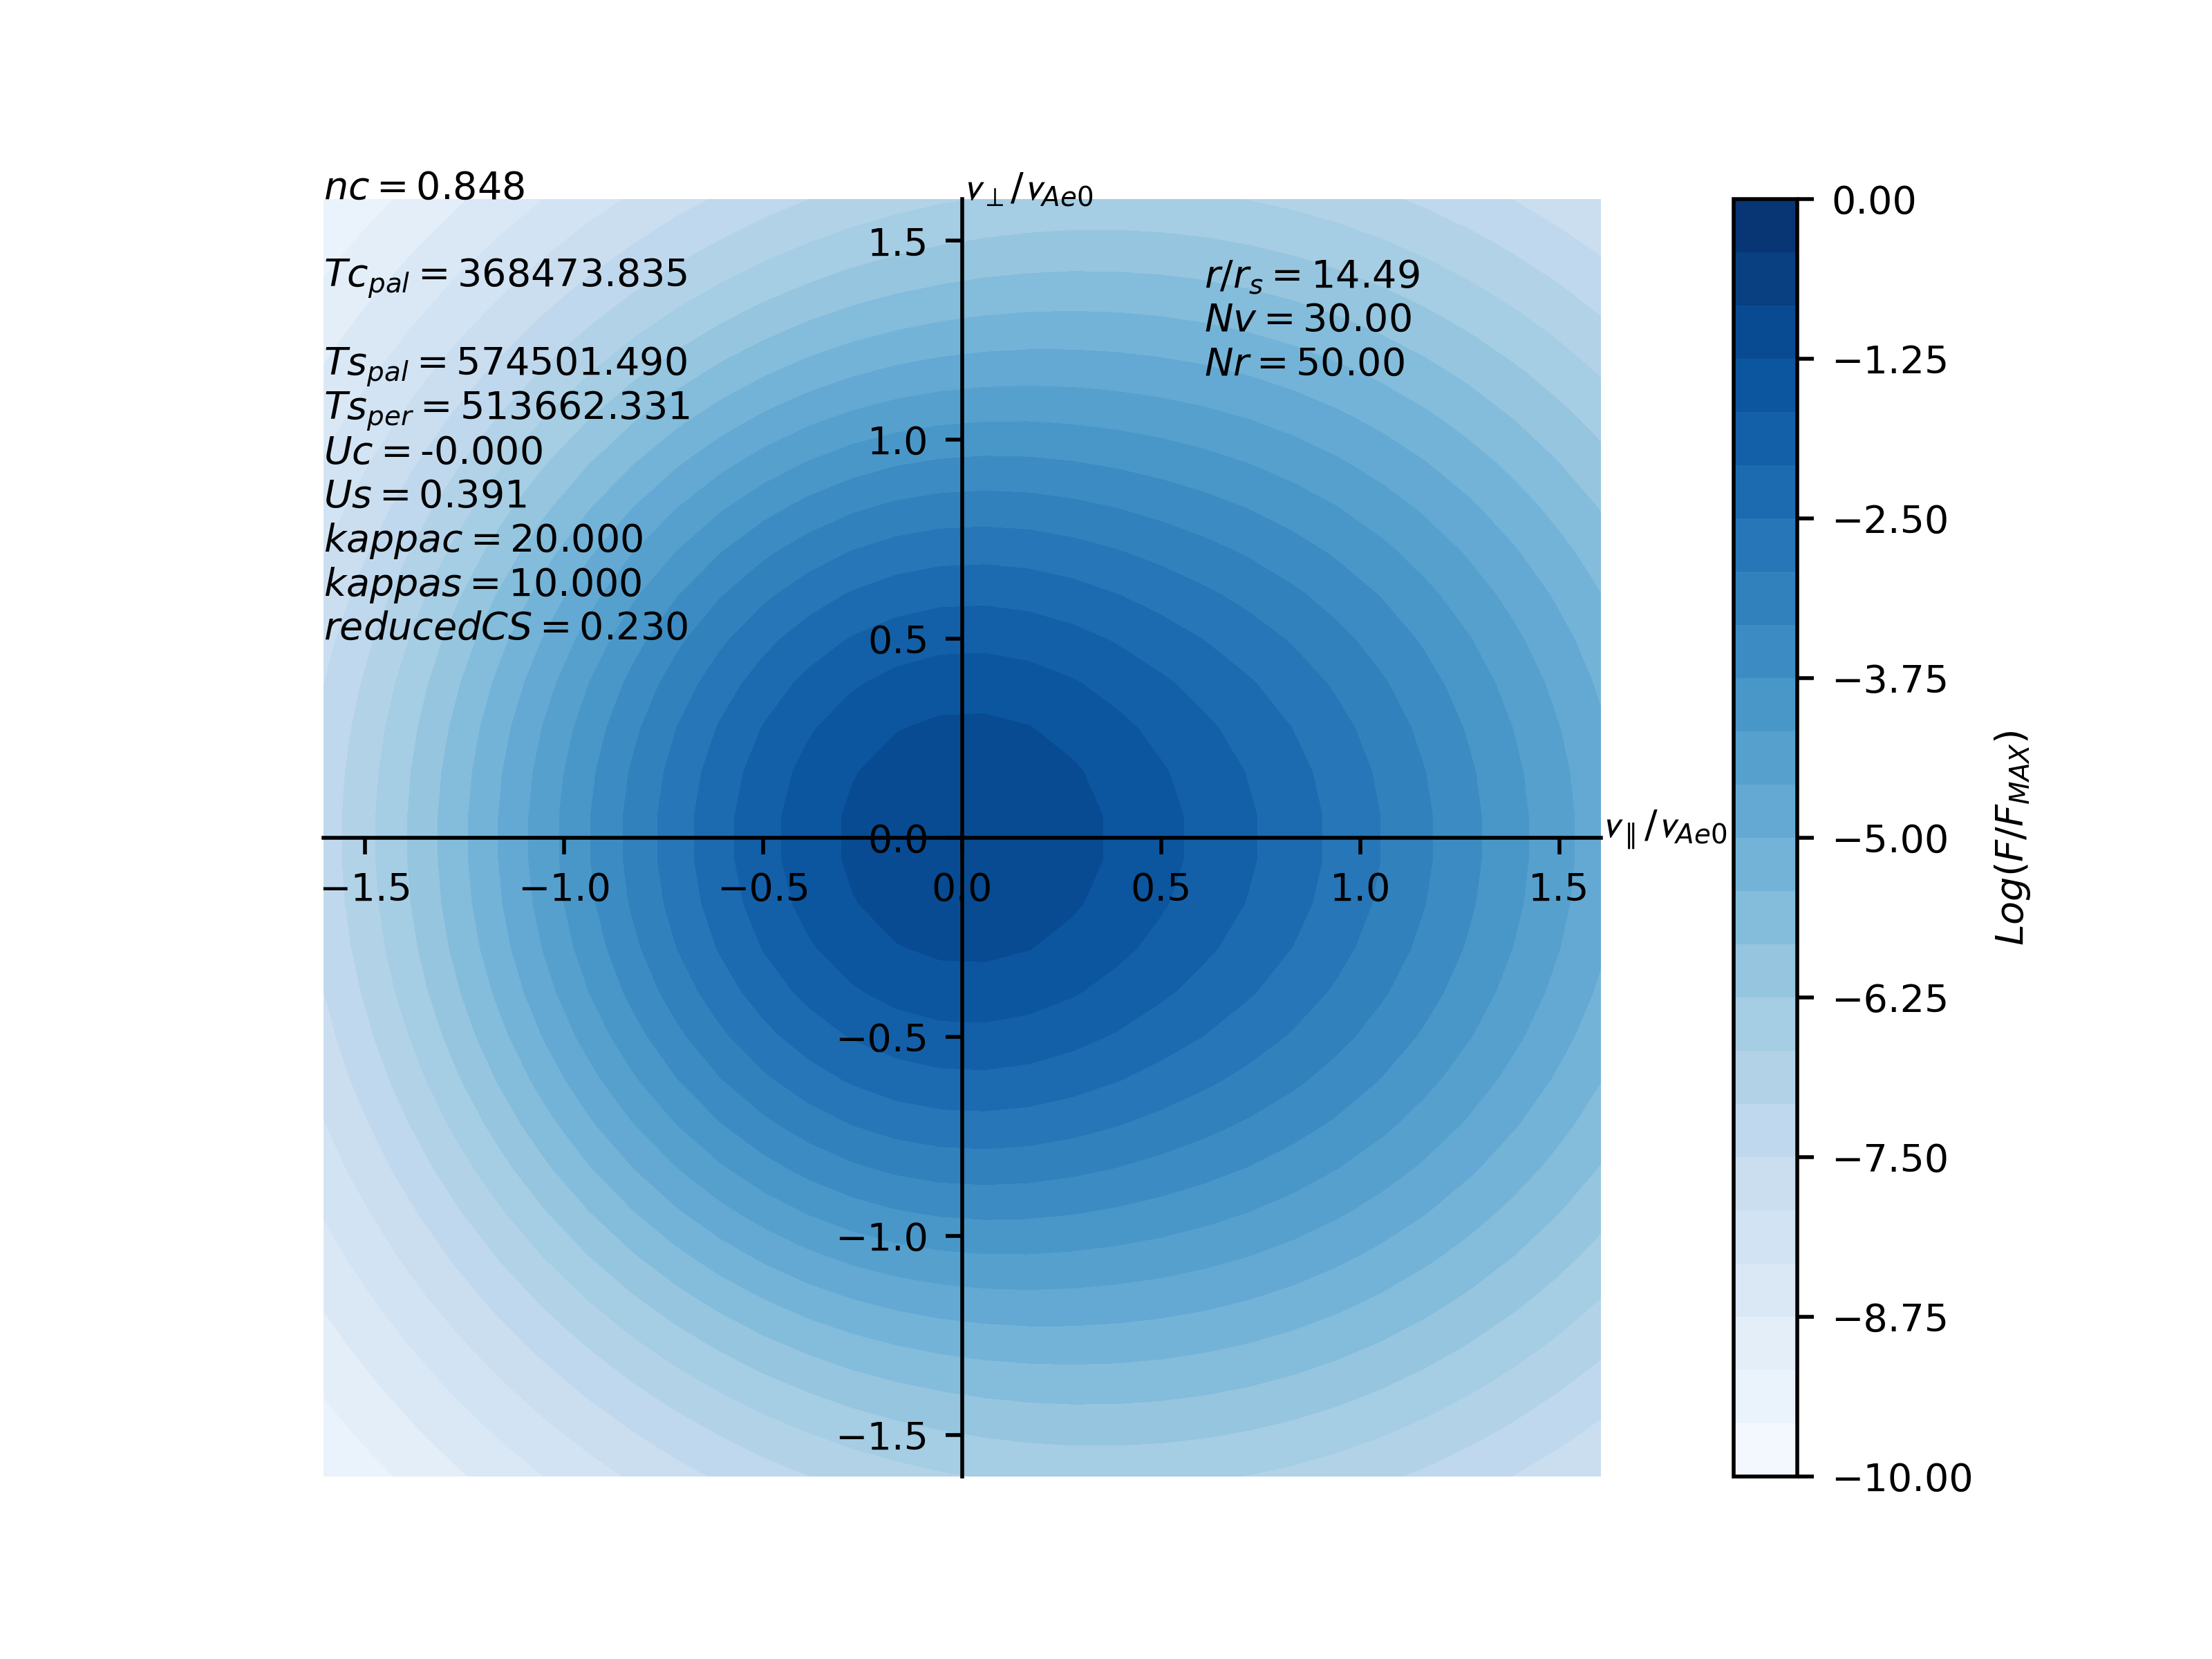 nc = 0.848
v⊥/vAe0
Tcpal = 368473.835
Tspal = 574501.490
Tsper = 513662.331
Uc = -0.000
Us = 0.391
kappac = 20.000
kappas = 10.000
reducedCS = 0.230
r/rs = 14.49
Nv = 30.00
Nr = 50.00
1.5
1.0
0.5
0.0
−0.5
−1.0
−1.5
−1.5 −1.0 −0.5 0.0 0.5 1.0 1.5
v∥/vAe0
0.00
−1.25
−2.50
−3.75
−5.00
−6.25
−7.50
−8.75
−10.00
Log(F/FMAX)